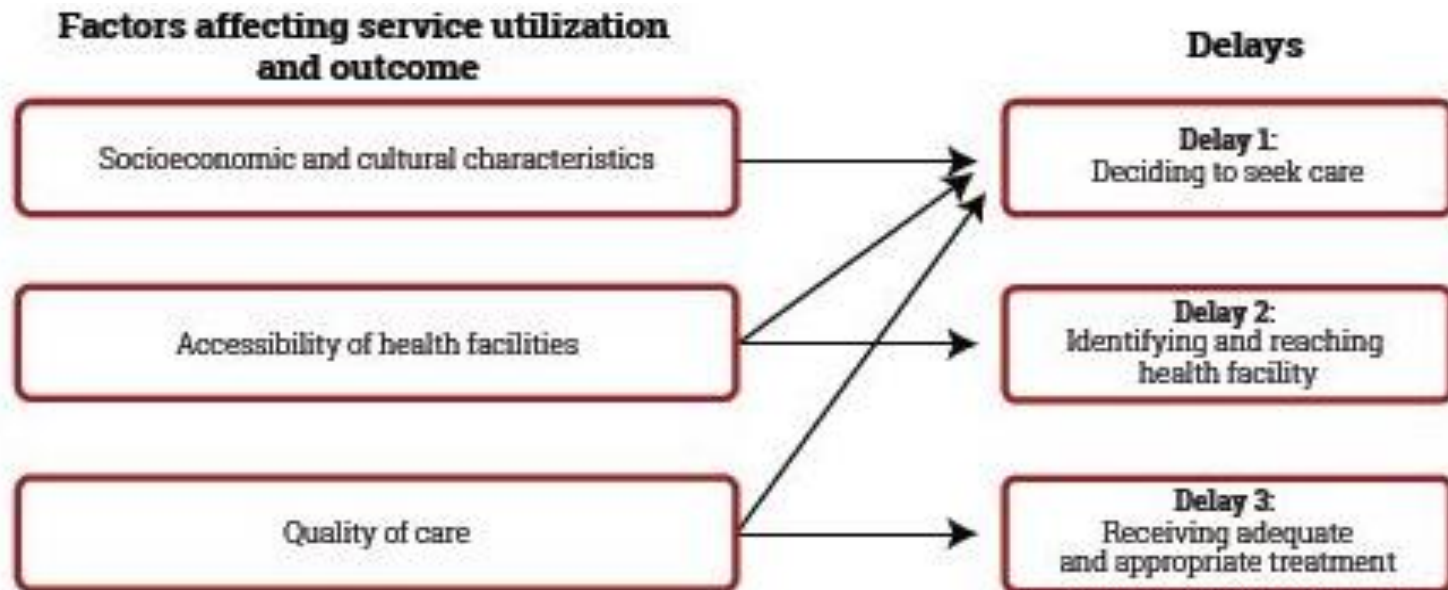 Factors affecting service utilization
and outcome
Delays
Socioeconomic and cultural characteristics
Delay 1:
Deciding to seek care
Accessibility of health facilities
Delay 2:
Identifying and reaching
health facility
Quality of care
Delay 3:
Receiving adequate
and appropriate treatment